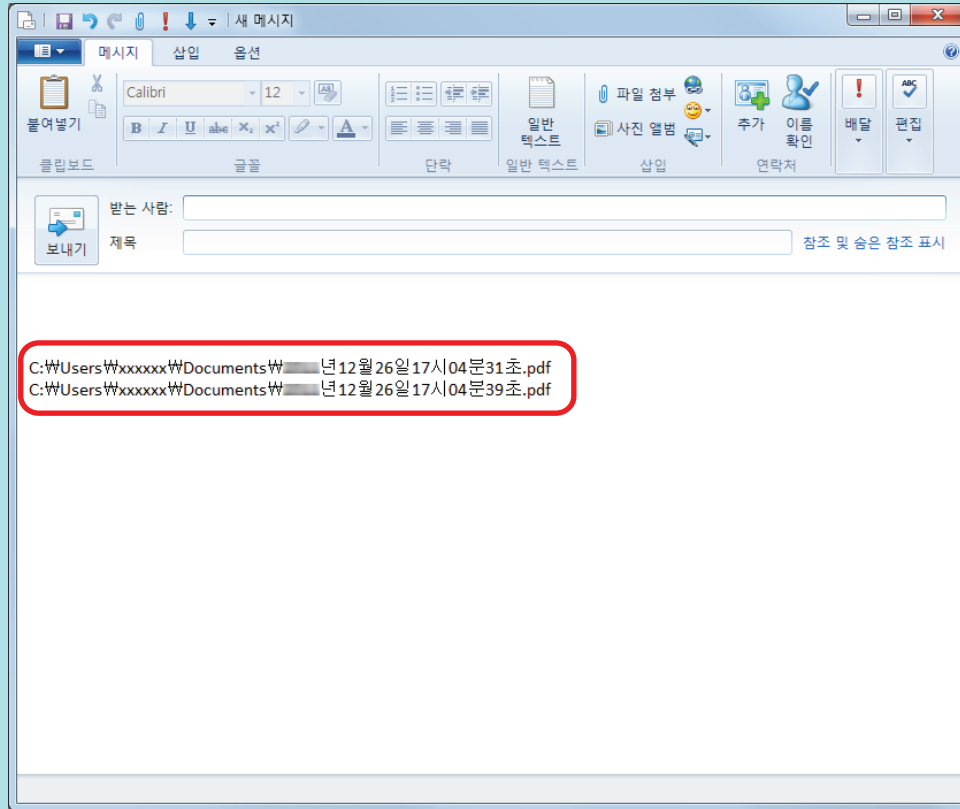 새 메시지
메시지 삽입 옵션
붙여넣기
클립보드
Calibri 12
B I U abc X₂ X² A
글꼴
단락
일반
텍스트
일반 텍스트
파일 첨부
사진 앨범
삽입
추가
이름
확인
연락처
배달
ABC
편집
보내기
받는 사람:
제목
참조 및 숨은 참조 표시
C:₩Users₩xxxxxx₩Documents₩ 년12월26일17시04분31초.pdf
C:₩Users₩xxxxxx₩Documents₩ 년12월26일17시04분39초.pdf